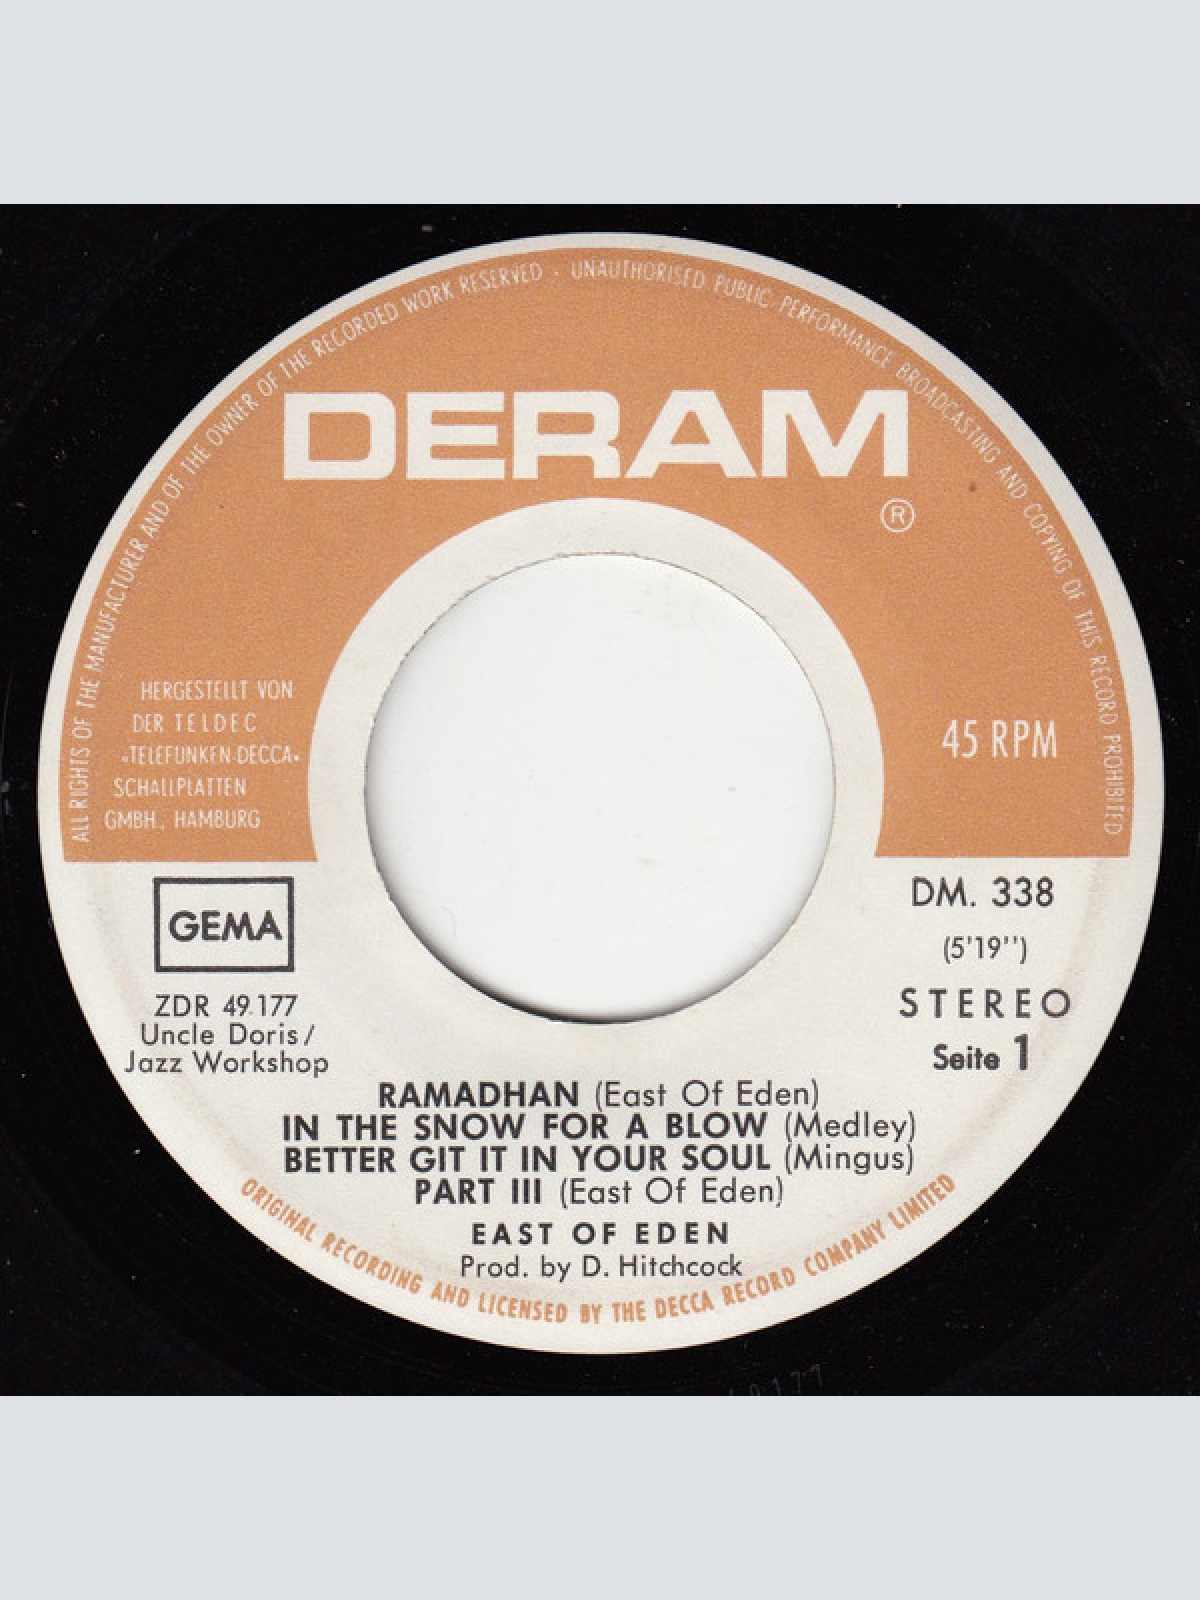 ALL RIGHTS OF THE MANUFACTURER AND OF THE OWNER OF THE RECORDED WORK RESERVED · UNAUTHORISED PUBLIC PERFORMANCE BROADCASTING AND COPYING OF THIS RECORD PROHIBITED
DERAM
®
HERGESTELLT VON
DER TELDEC
»TELEFUNKEN-DECCA«
SCHALLPLATTEN
GMBH., HAMBURG
45 RPM
GEMA
ZDR 49.177
Uncle Doris/
Jazz Workshop
DM. 338
(5'19'')
STEREO
Seite 1
RAMADHAN (East Of Eden)
IN THE SNOW FOR A BLOW (Medley)
BETTER GIT IT IN YOUR SOUL (Mingus)
PART III (East Of Eden)
EAST OF EDEN
Prod. by D. Hitchcock
ORIGINAL RECORDING AND LICENSED BY THE DECCA RECORD COMPANY LIMITED